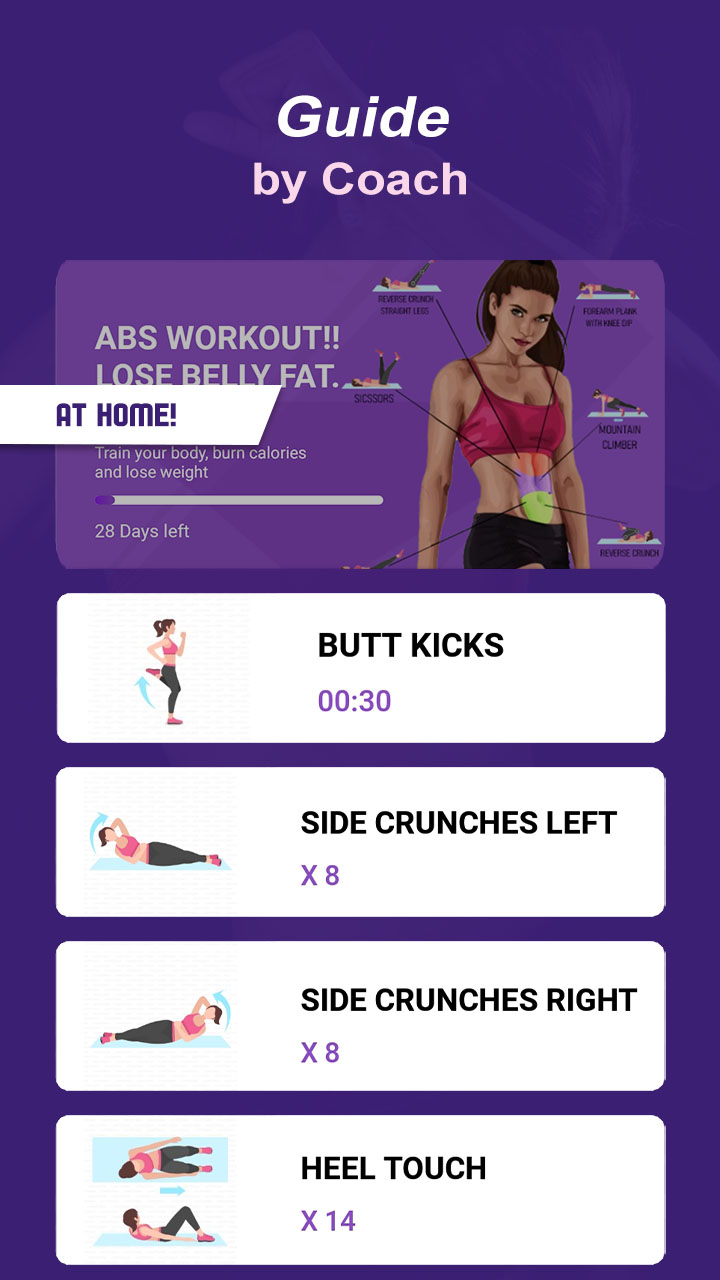 Guide
by Coach
ABS WORKOUT!!
LOSE BELLY FAT.
AT HOME!
Train your body, burn calories
and lose weight
28 Days left
REVERSE CRUNCH
STRAIGHT LEGS
FOREARM PLANK
WITH KNEE DIP
SICSSORS
MOUNTAIN
CLIMBER
REVERSE CRUNCH
BUTT KICKS
00:30
SIDE CRUNCHES LEFT
X 8
SIDE CRUNCHES RIGHT
X 8
HEEL TOUCH
X 14